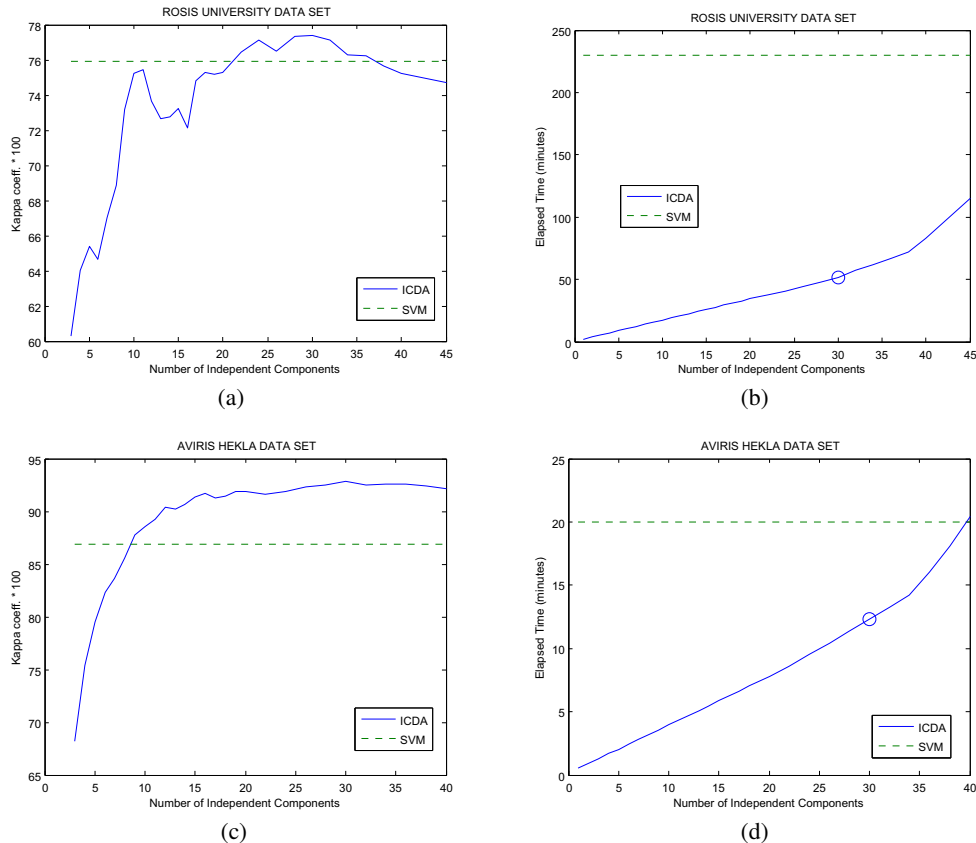 ROSIS UNIVERSITY DATA SET
78
76
74
72
70
68
66
64
62
60
Kappa coeff. * 100
ICDA
SVM
0 5 10 15 20 25 30 35 40 45
Number of Independent Components
(a)
ROSIS UNIVERSITY DATA SET
250
200
150
100
50
0
Elapsed Time (minutes)
ICDA
SVM
0 5 10 15 20 25 30 35 40 45
Number of Independent Components
(b)
AVIRIS HEKLA DATA SET
95
90
85
80
75
70
65
Kappa coeff. * 100
ICDA
SVM
0 5 10 15 20 25 30 35 40
Number of Independent Components
(c)
AVIRIS HEKLA DATA SET
25
20
15
10
5
0
Elapsed Time (minutes)
ICDA
SVM
0 5 10 15 20 25 30 35 40
Number of Independent Components
(d)